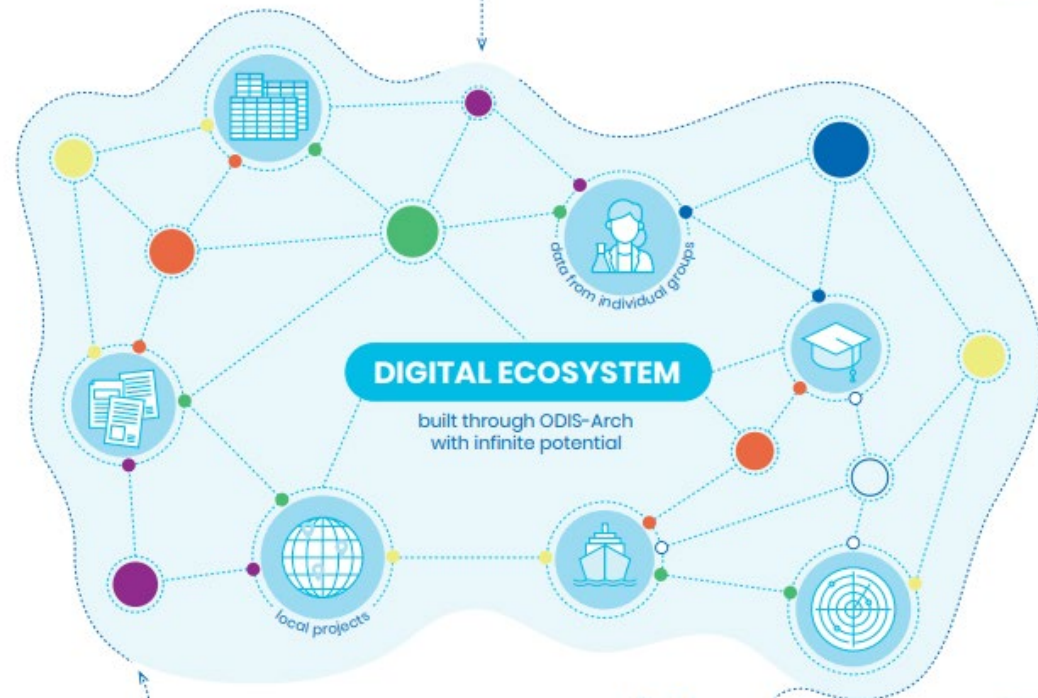 data from individual groups
DIGITAL ECOSYSTEM
built through ODIS-Arch
with infinite potential
local projects